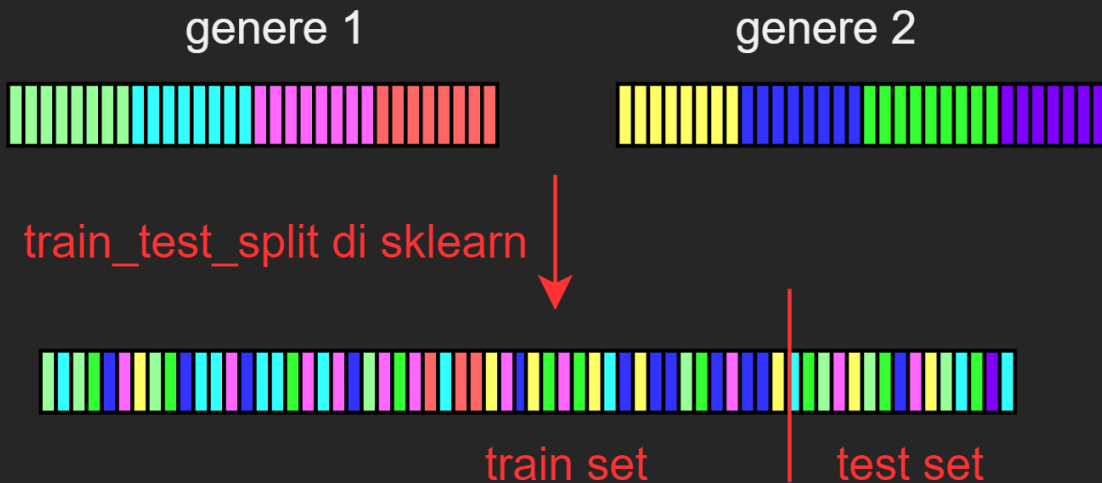 genere 1
genere 2
train_test_split di sklearn
train set
test set